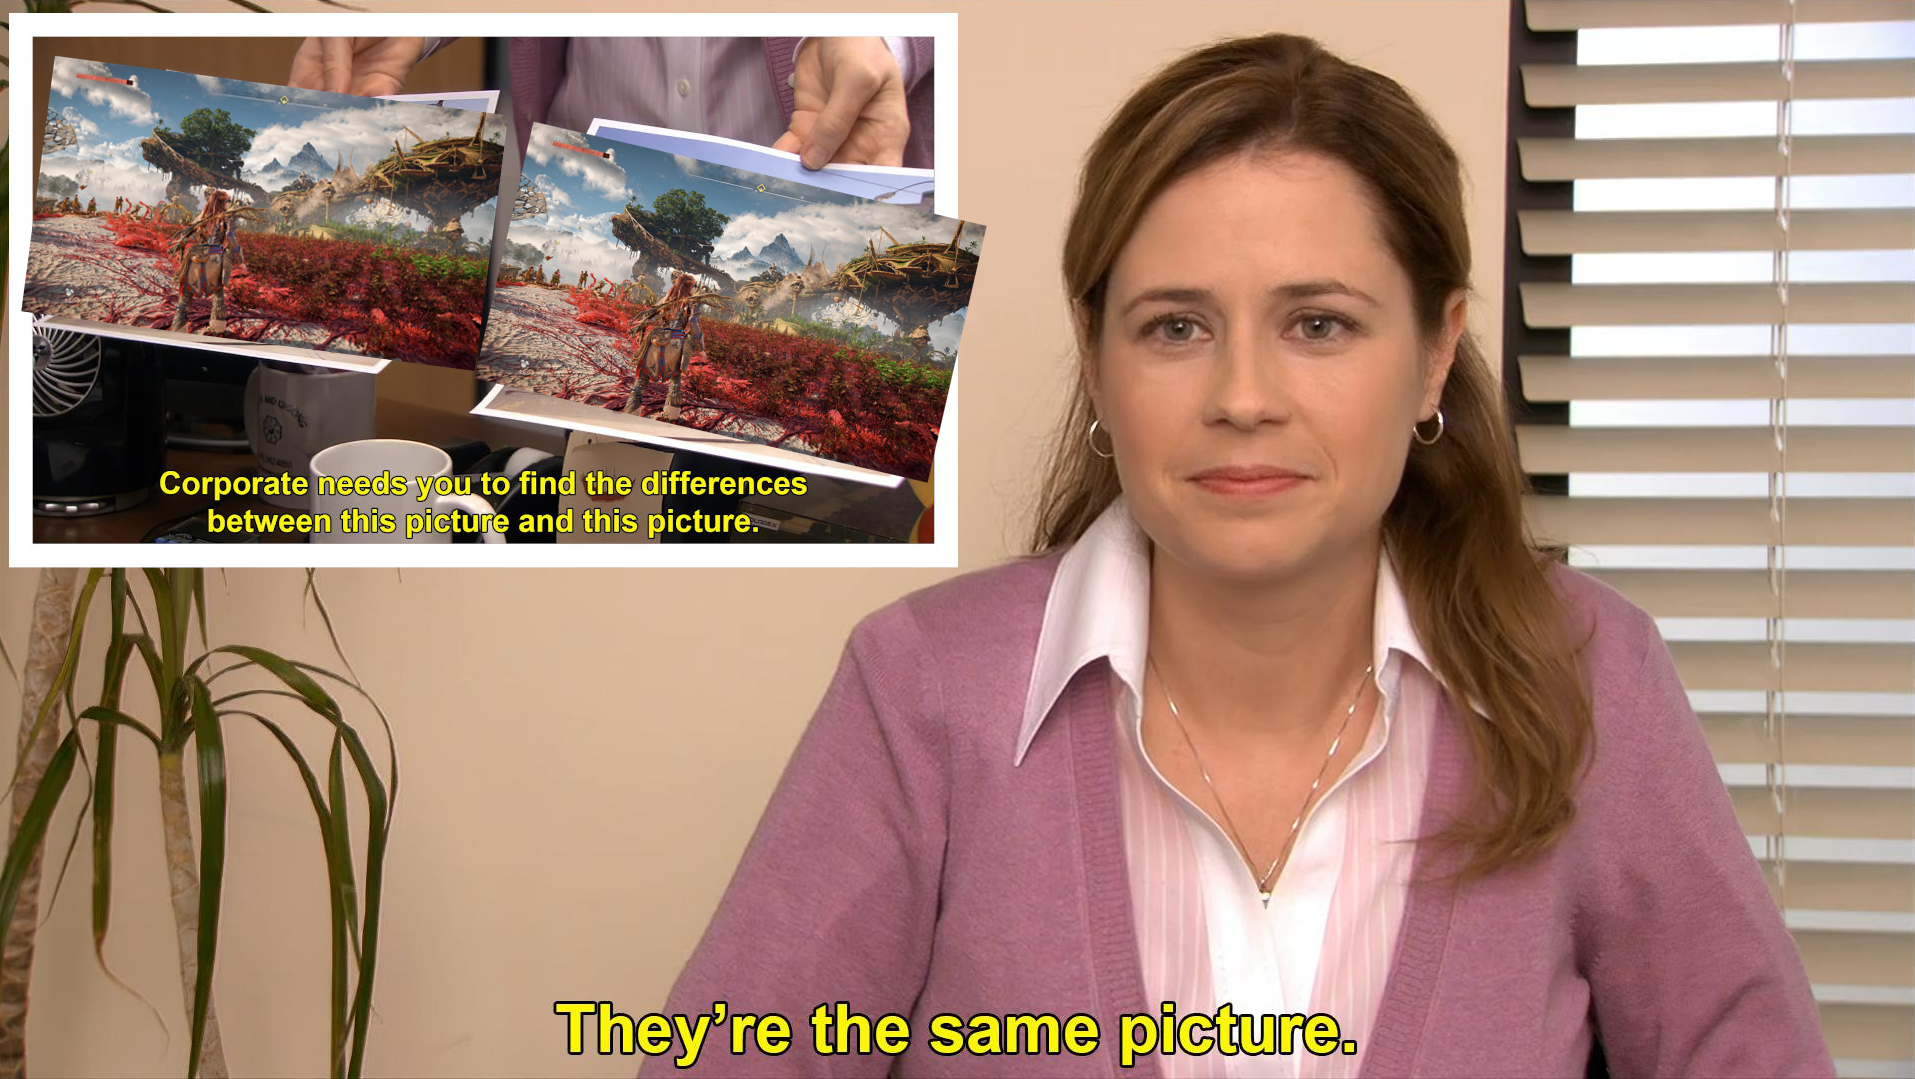 Corporate needs you to find the differences
between this picture and this picture.
They're the same picture.